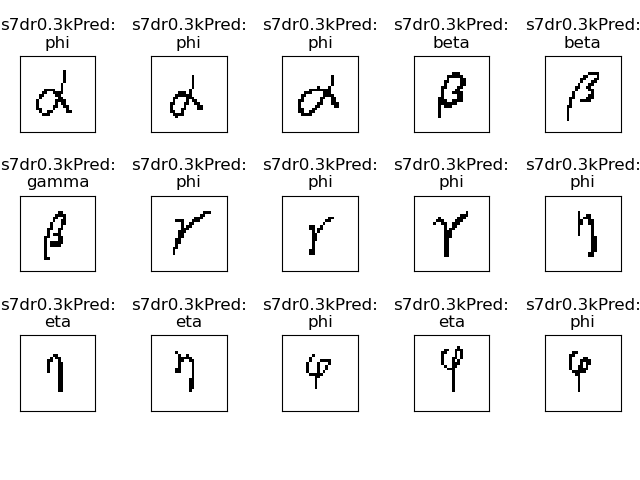 s7dr0.3kPred: s7dr0.3kPred: s7dr0.3kPred: s7dr0.3kPred: s7dr0.3kPred:
phi phi phi beta beta
α α α β β
s7dr0.3kPred: s7dr0.3kPred: s7dr0.3kPred: s7dr0.3kPred: s7dr0.3kPred:
gamma phi phi phi phi
β γ γ γ η
s7dr0.3kPred: s7dr0.3kPred: s7dr0.3kPred: s7dr0.3kPred: s7dr0.3kPred:
eta eta phi eta phi
η η φ φ φ